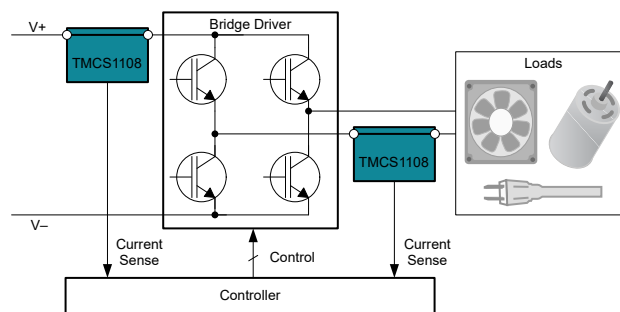 V+
Bridge Driver
TMCS1108
Loads
TMCS1108
V–
Current
Sense
Control
Current
Sense
Controller